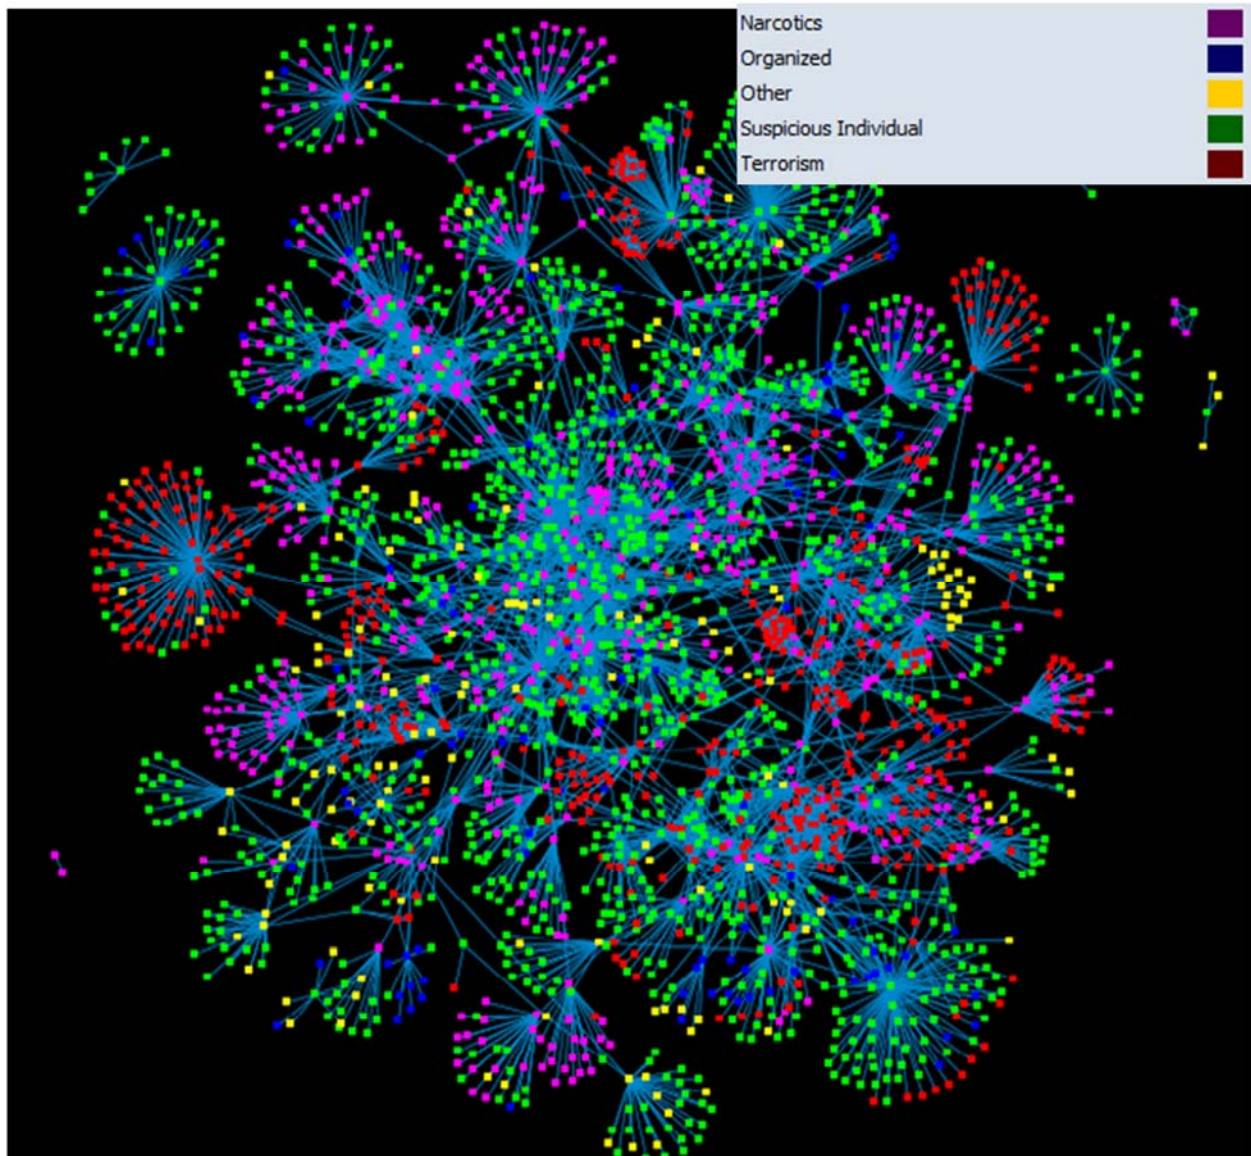 Narcotics
Organized
Other
Suspicious Individual
Terrorism